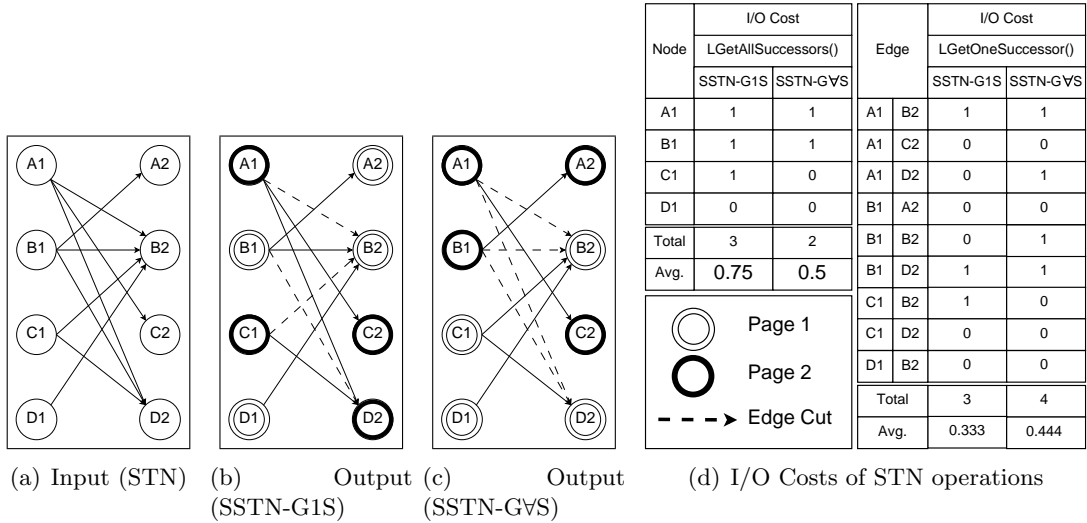 A1 A2
B1 B2
C1 C2
D1 D2
(a) Input (STN)
A1 A2
B1 B2
C1 C2
D1 D2
(b) Output
(SSTN-G1S)
A1 A2
B1 B2
C1 C2
D1 D2
(c) Output
(SSTN-G∀S)
Node I/O Cost
LGetAllSuccessors()
SSTN-G1S SSTN-G∀S
A1 1 1
B1 1 1
C1 1 0
D1 0 0
Total 3 2
Avg. 0.75 0.5
Page 1
Page 2
Edge Cut
Edge I/O Cost
LGetOneSuccessor()
SSTN-G1S SSTN-G∀S
A1 B2 1 1
A1 C2 0 0
A1 D2 0 1
B1 A2 0 0
B1 B2 0 1
B1 D2 1 1
C1 B2 1 0
C1 D2 0 0
D1 B2 0 0
Total 3 4
Avg. 0.333 0.444
(d) I/O Costs of STN operations